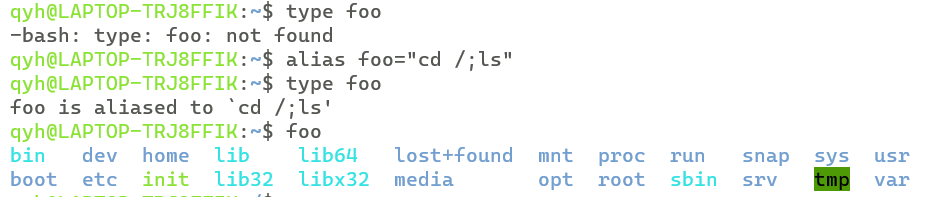 qyh@LAPTOP-TRJ8FFIK:~$ type foo
-bash: type: foo: not found
qyh@LAPTOP-TRJ8FFIK:~$ alias foo="cd /;ls"
qyh@LAPTOP-TRJ8FFIK:~$ type foo
foo is aliased to `cd /;ls'
qyh@LAPTOP-TRJ8FFIK:~$ foo
bin dev home lib lib64 lost+found mnt proc run snap sys usr
boot etc init lib32 libx32 media opt root sbin srv tmp var